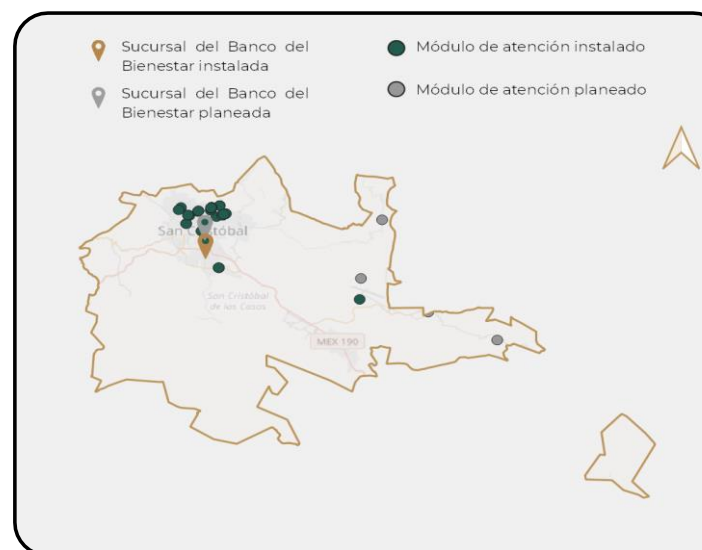 Sucursal del Banco del
Bienestar instalada
Sucursal del Banco del
Bienestar planeada
Módulo de atención instalado
Módulo de atención planeado
San Cristóbal
San Cristóbal
de las Casas
MEX 190